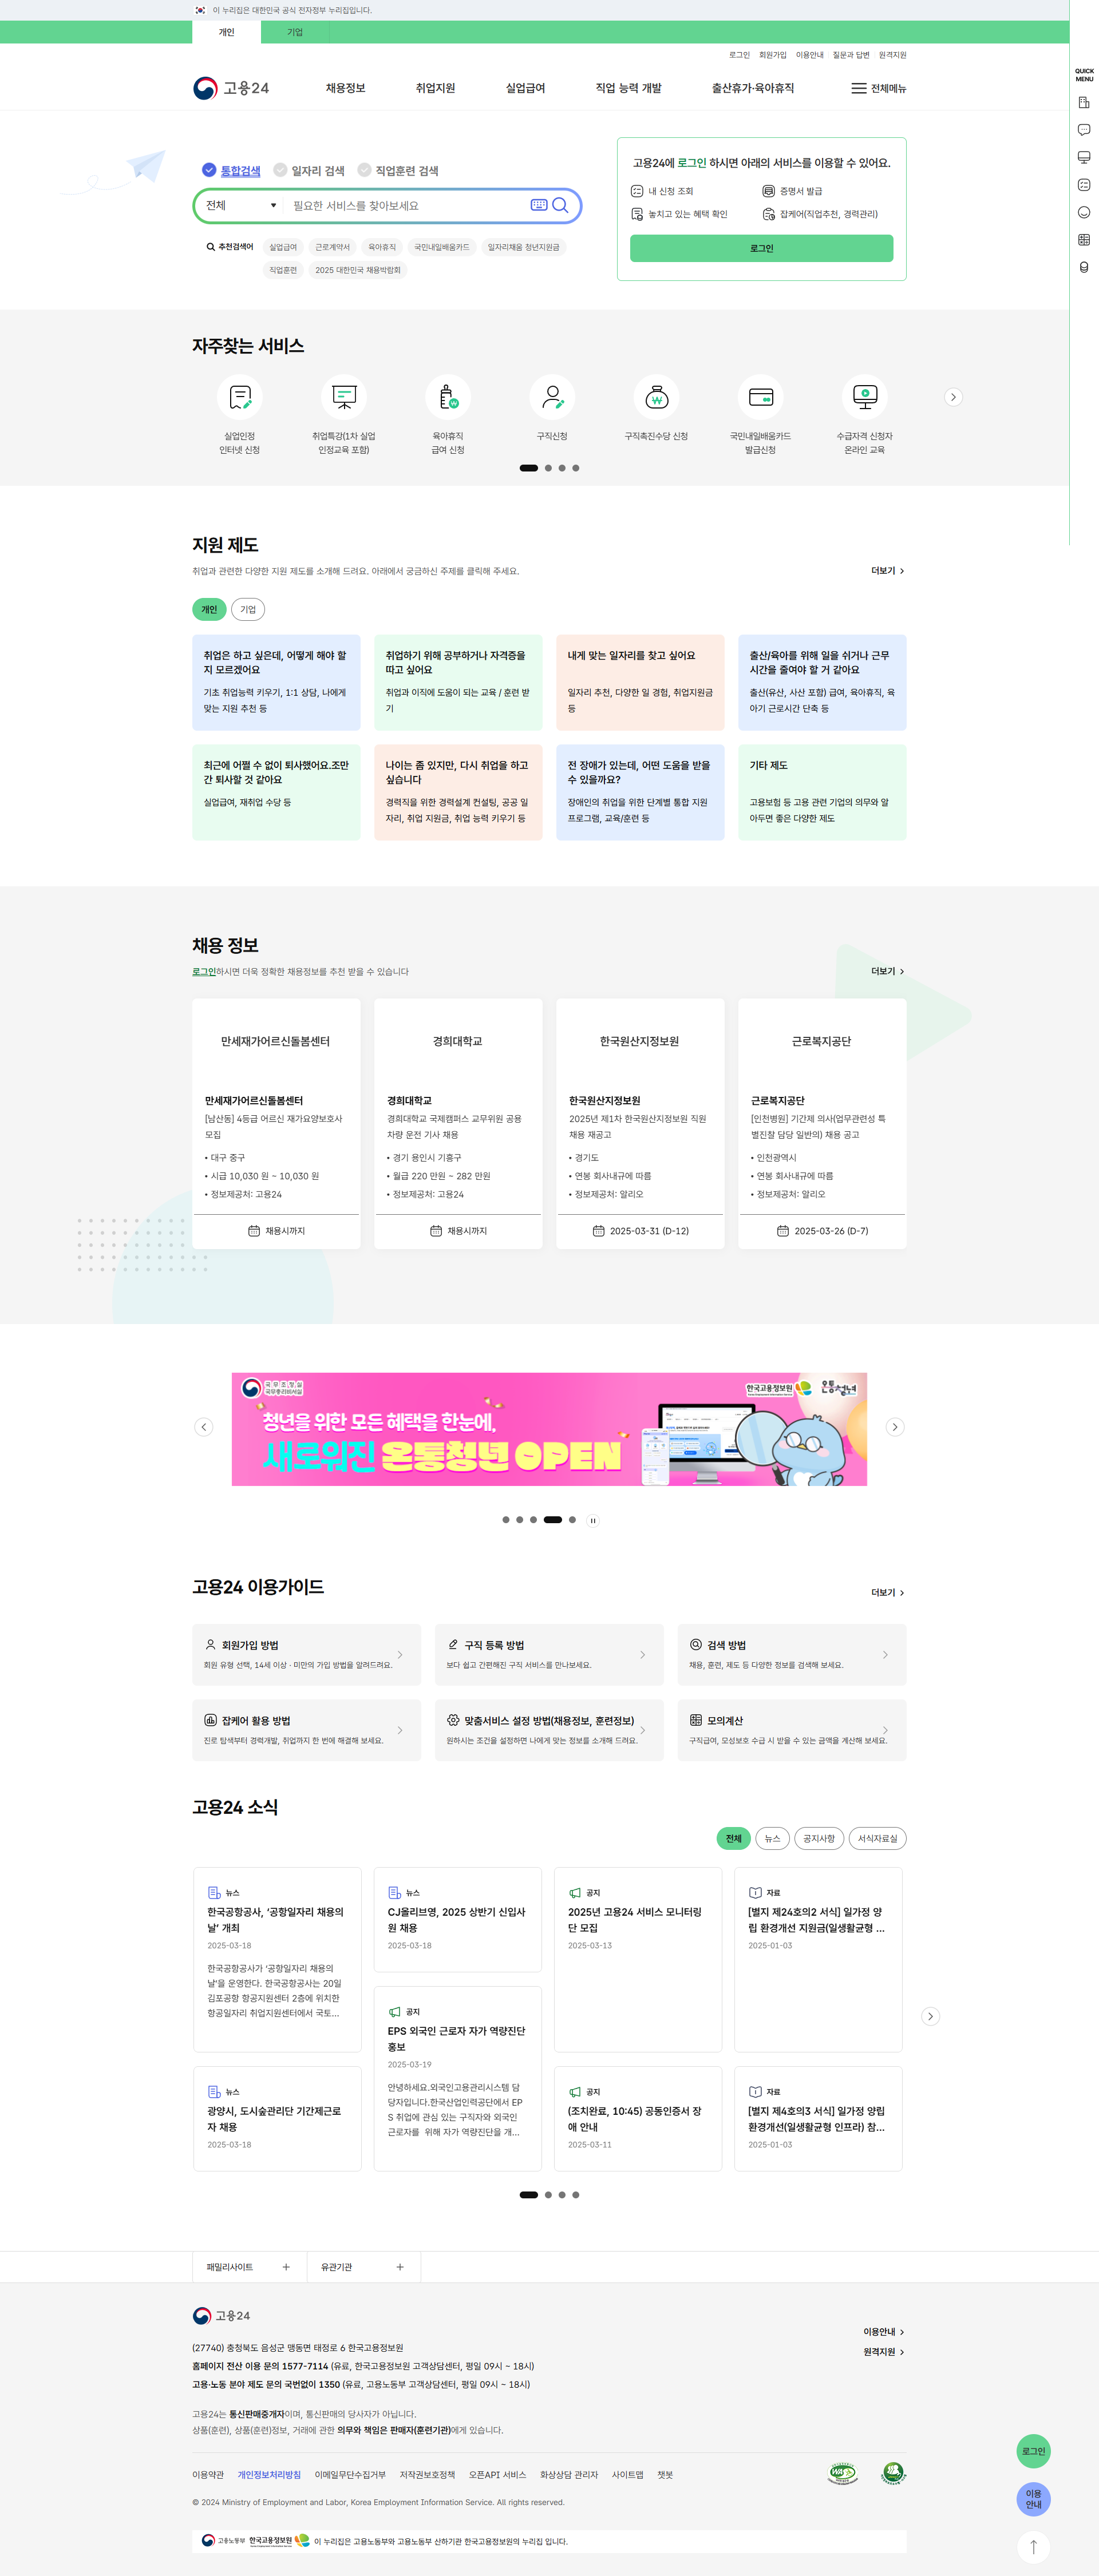 이 누리집은 대한민국 공식 전자정부 누리집입니다.
개인
기업
로그인 회원가입 이용안내 질문과 답변 원격지원
고용24
채용정보 취업지원 실업급여 직업 능력 개발 출산휴가·육아휴직 전체메뉴
QUICK
MENU
통합검색 일자리 검색 직업훈련 검색
전체 필요한 서비스를 찾아보세요
추천검색어 실업급여 근로계약서 육아휴직 국민내일배움카드 일자리채움 청년지원금
직업훈련 2025 대한민국 채용박람회
고용24에 로그인 하시면 아래의 서비스를 이용할 수 있어요.
내 신청 조회 증명서 발급
놓치고 있는 혜택 확인 잡케어(직업추천, 경력관리)
로그인
자주찾는 서비스
실업인정
인터넷 신청
취업특강(1차 실업
인정교육 포함)
육아휴직
급여 신청
구직신청
구직촉진수당 신청
국민내일배움카드
발급신청
수급자격 신청자
온라인 교육
지원 제도
취업과 관련한 다양한 지원 제도를 소개해 드려요. 아래에서 궁금하신 주제를 클릭해 주세요.
더보기
개인 기업
취업은 하고 싶은데, 어떻게 해야 할
지 모르겠어요
기초 취업능력 키우기, 1:1 상담, 나에게
맞는 지원 추천 등
취업하기 위해 공부하거나 자격증을
따고 싶어요
취업과 이직에 도움이 되는 교육 / 훈련 받
기
내게 맞는 일자리를 찾고 싶어요
일자리 추천, 다양한 일 경험, 취업지원금
등
출산/육아를 위해 일을 쉬거나 근무
시간을 줄여야 할 거 같아요
출산(유산, 사산 포함) 급여, 육아휴직, 육
아기 근로시간 단축 등
최근에 어쩔 수 없이 퇴사했어요.조만
간 퇴사할 것 같아요
실업급여, 재취업 수당 등
나이는 좀 있지만, 다시 취업을 하고
싶습니다
경력직을 위한 경력설계 컨설팅, 공공 일
자리, 취업 지원금, 취업 능력 키우기 등
전 장애가 있는데, 어떤 도움을 받을
수 있을까요?
장애인의 취업을 위한 단계별 통합 지원
프로그램, 교육/훈련 등
기타 제도
고용보험 등 고용 관련 기업의 의무와 알
아두면 좋은 다양한 제도
채용 정보
로그인하시면 더욱 정확한 채용정보를 추천 받을 수 있습니다
더보기
만세재가어르신돌봄센터
만세재가어르신돌봄센터
[남산동] 4등급 어르신 재가요양보호사
모집
• 대구 중구
• 시급 10,030 원 ~ 10,030 원
• 정보제공처: 고용24
채용시까지
경희대학교
경희대학교
경희대학교 국제캠퍼스 교무위원 공용
차량 운전 기사 채용
• 경기 용인시 기흥구
• 월급 220 만원 ~ 282 만원
• 정보제공처: 고용24
채용시까지
한국원산지정보원
한국원산지정보원
2025년 제1차 한국원산지정보원 직원
채용 재공고
• 경기도
• 연봉 회사내규에 따름
• 정보제공처: 알리오
2025-03-31 (D-12)
근로복지공단
근로복지공단
[인천병원] 기간제 의사(업무관련성 특
별진찰 담당 일반의) 채용 공고
• 인천광역시
• 연봉 회사내규에 따름
• 정보제공처: 알리오
2025-03-26 (D-7)
국무조정실
국무총리비서실
한국고용정보원
온통청년
청년을 위한 모든 혜택을 한눈에,
새로워진 온통청년 OPEN
고용24 이용가이드
더보기
회원가입 방법
회원 유형 선택, 14세 이상 · 미만의 가입 방법을 알려드려요.
구직 등록 방법
보다 쉽고 간편해진 구직 서비스를 만나보세요.
검색 방법
채용, 훈련, 제도 등 다양한 정보를 검색해 보세요.
잡케어 활용 방법
진로 탐색부터 경력개발, 취업까지 한 번에 해결해 보세요.
맞춤서비스 설정 방법(채용정보, 훈련정보)
원하시는 조건을 설정하면 나에게 맞는 정보를 소개해 드려요.
모의계산
구직급여, 모성보호 수급 시 받을 수 있는 금액을 계산해 보세요.
고용24 소식
전체 뉴스 공지사항 서식자료실
뉴스
한국공항공사, ‘공항일자리 채용의
날’ 개최
2025-03-18
한국공항공사가 ‘공항일자리 채용의
날’을 운영한다. 한국공항공사는 20일
김포공항 항공지원센터 2층에 위치한
항공일자리 취업지원센터에서 국토...
뉴스
광양시, 도시숲관리단 기간제근로
자 채용
2025-03-18
뉴스
CJ올리브영, 2025 상반기 신입사
원 채용
2025-03-18
공지
EPS 외국인 근로자 자가 역량진단
홍보
2025-03-19
안녕하세요.외국인고용관리시스템 담
당자입니다.한국산업인력공단에서 EP
S 취업에 관심 있는 구직자와 외국인
근로자를 위해 자가 역량진단을 개...
공지
2025년 고용24 서비스 모니터링
단 모집
2025-03-13
공지
(조치완료, 10:45) 공동인증서 장
애 안내
2025-03-11
자료
[별지 제24호의2 서식] 일가정 양
립 환경개선 지원금(일생활균형 ...
2025-01-03
자료
[별지 제4호의3 서식] 일가정 양립
환경개선(일생활균형 인프라) 참...
2025-01-03
패밀리사이트 유관기관
고용24
(27740) 충청북도 음성군 맹동면 태정로 6 한국고용정보원
홈페이지 전산 이용 문의 1577-7114 (유료, 한국고용정보원 고객상담센터, 평일 09시 ~ 18시)
고용·노동 분야 제도 문의 국번없이 1350 (유료, 고용노동부 고객상담센터, 평일 09시 ~ 18시)
이용안내
원격지원
고용24는 통신판매중개자이며, 통신판매의 당사자가 아닙니다.
상품(훈련), 상품(훈련)정보, 거래에 관한 의무와 책임은 판매자(훈련기관)에게 있습니다.
이용약관 개인정보처리방침 이메일무단수집거부 저작권보호정책 오픈API 서비스 화상상담 관리자 사이트맵 챗봇
WA
© 2024 Ministry of Employment and Labor, Korea Employment Information Service. All rights reserved.
고용노동부 한국고용정보원 이 누리집은 고용노동부와 고용노동부 산하기관 한국고용정보원의 누리집 입니다.
로그인
이용
안내